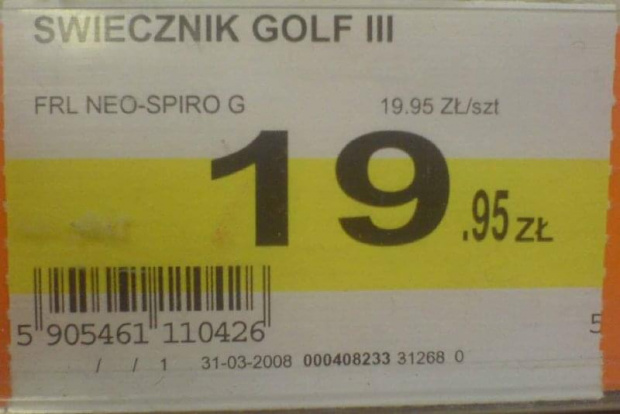 SWIECZNIK GOLF III
FRL NEO-SPIRO G 19.95 ZŁ/szt
19.95 ZŁ
5 905461 110426
5
/ / 1 31-03-2008 000408233 31268 0